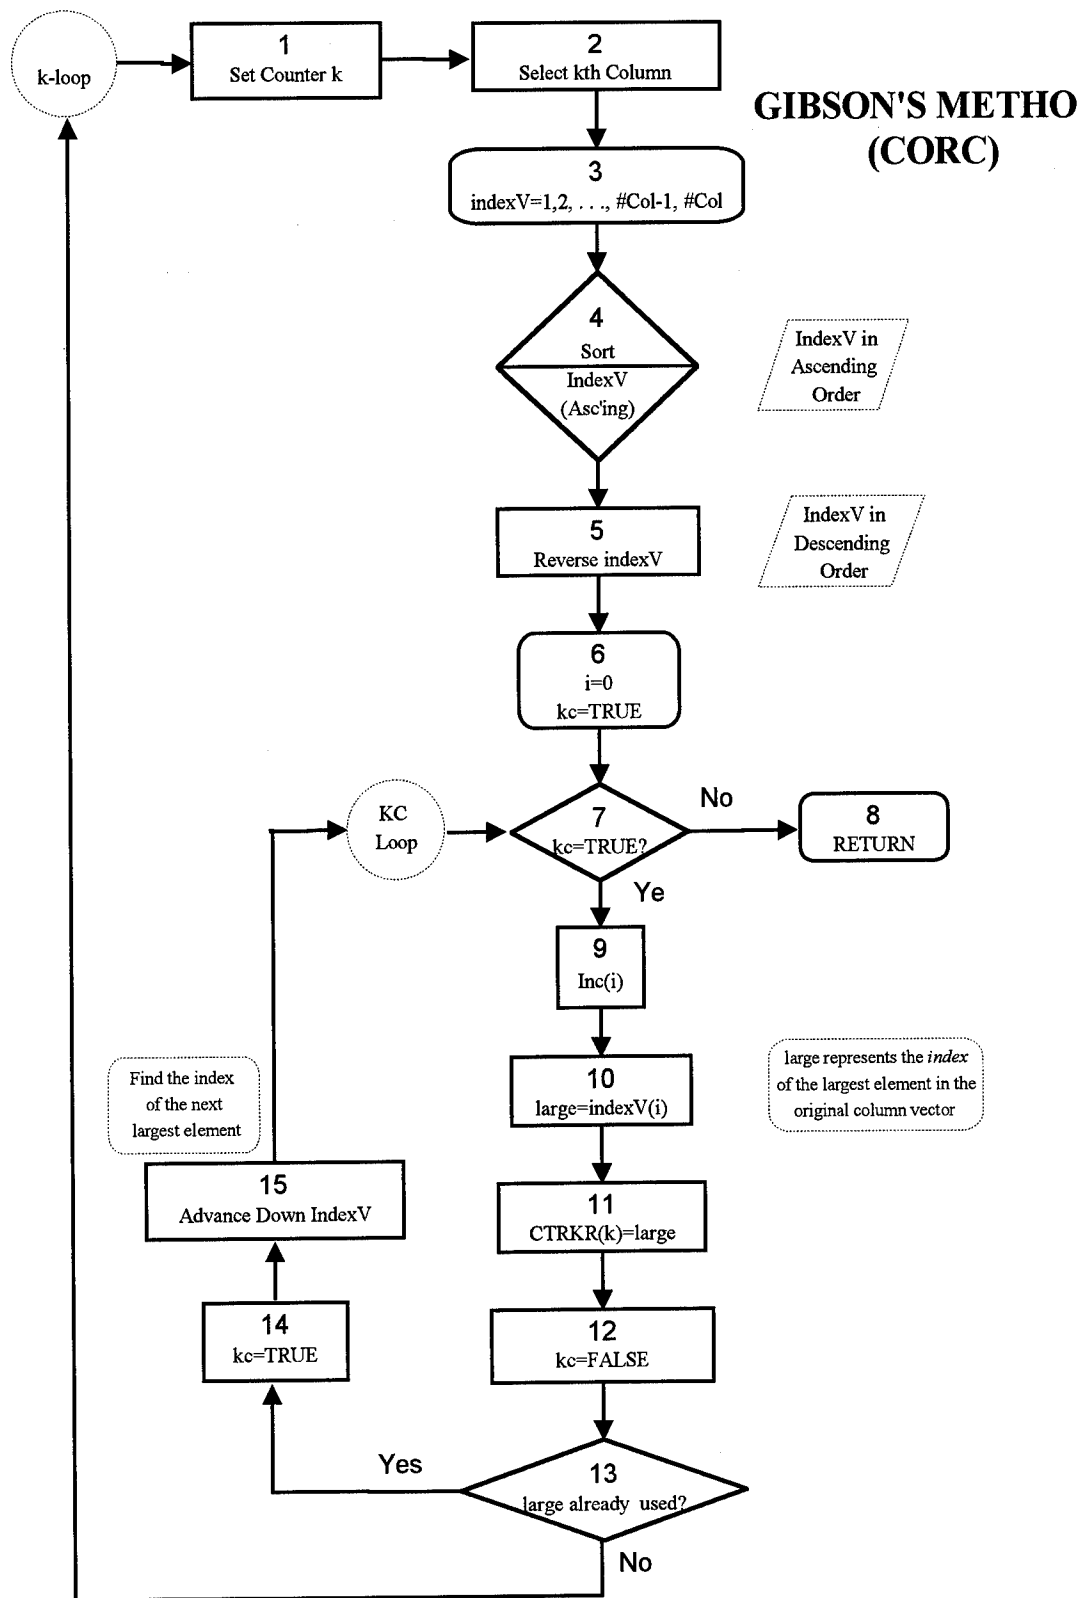 k-loop
1
Set Counter k
2
Select kth Column
GIBSON'S METHO
(CORC)
3
indexV=1,2, . . ., #Col-1, #Col
4
Sort
IndexV
(Asc'ing)
IndexV in
Ascending
Order
5
Reverse indexV
IndexV in
Descending
Order
6
i=0
kc=TRUE
KC
Loop
7
kc=TRUE?
No
8
RETURN
Ye
9
Inc(i)
10
large=indexV(i)
large represents the index
of the largest element in the
original column vector
Find the index
of the next
largest element
15
Advance Down IndexV
11
CTRKR(k)=large
14
kc=TRUE
12
kc=FALSE
Yes
13
large already used?
No